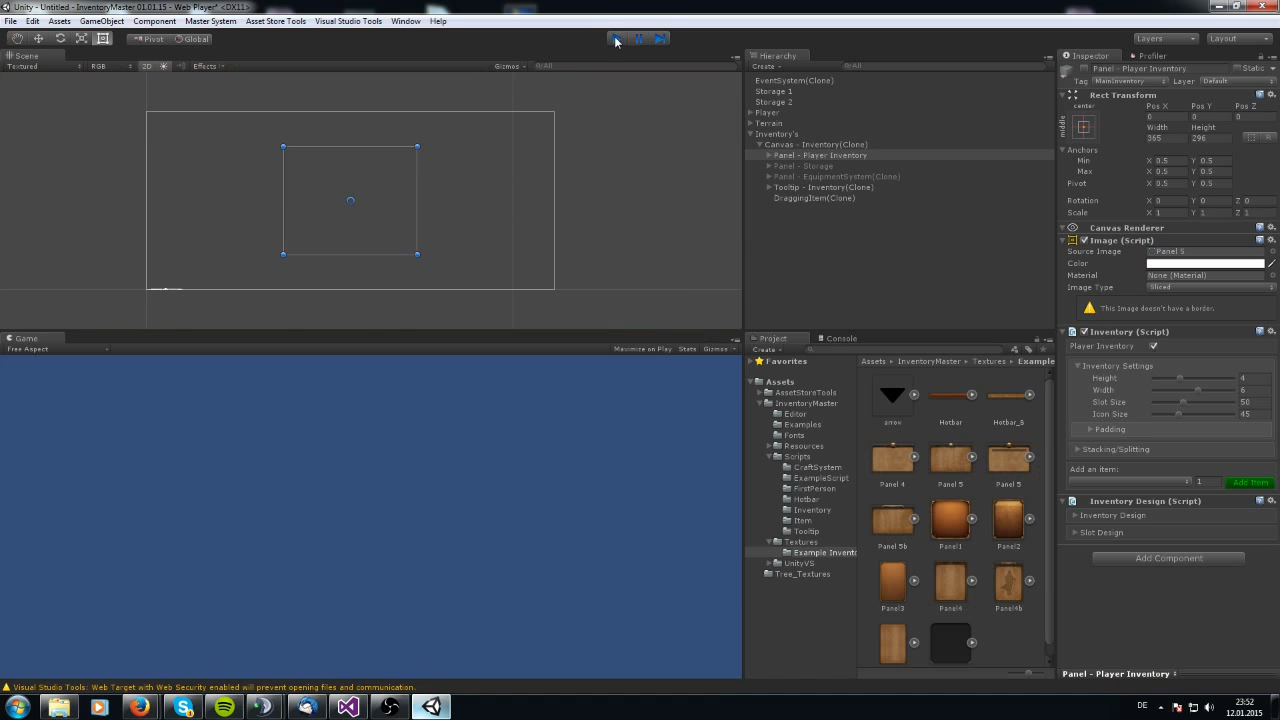 Unity - Untitled - InventoryMaster 01.01.15 - Web Player* <DX11>
File Edit Assets GameObject Component Master System Asset Store Tools Visual Studio Tools Window Help
Pivot Global Layers Layout
Scene
Textured RGB 2D Effects Gizmos All
Hierarchy
Create All
EventSystem(Clone)
Storage 1
Storage 2
Player
Terrain
Inventory's
Canvas - Inventory(Clone)
Panel - Player Inventory
Panel - Storage
Panel - EquipmentSystem(Clone)
Tooltip - Inventory(Clone)
DraggingItem(Clone)
Inspector Profiler
Panel - Player Inventory Static
Tag MainInventory Layer Default
Rect Transform
center Pos X Pos Y Pos Z
middle 0 0 0
Width Height
365 296 R
Anchors
Min X 0.5 Y 0.5
Max X 0.5 Y 0.5
Pivot X 0.5 Y 0.5
Rotation X 0 Y 0 Z 0
Scale X 1 Y 1 Z 1
Canvas Renderer
Image (Script)
Source Image Panel 5
Color
Material None (Material)
Image Type Sliced
This Image doesn't have a border.
Inventory (Script)
Player Inventory
Inventory Settings
Height 4
Width 6
Slot Size 50
Icon Size 45
Padding
Stacking/Splitting
Add an item:
1 Add Item
Inventory Design (Script)
Inventory Design
Slot Design
Add Component
Panel - Player Inventory
Game
Free Aspect Maximize on Play Stats Gizmos
Project Console
Create
Favorites
Assets
AssetStoreTools
InventoryMaster
Editor
Examples
Fonts
Resources
Scripts
CraftSystem
ExampleScript
FirstPerson
Hotbar
Inventory
Item
Tooltip
Textures
Example Invento
UnityVS
Tree_Textures
Assets InventoryMaster Textures Example
arrow Hotbar Hotbar_B
Panel 4 Panel 5 Panel 5
Panel 5b Panel1 Panel2
Panel3 Panel4 Panel4b
Visual Studio Tools: Web Target with Web Security enabled will prevent opening files and communication.
DE 23:52
12.01.2015